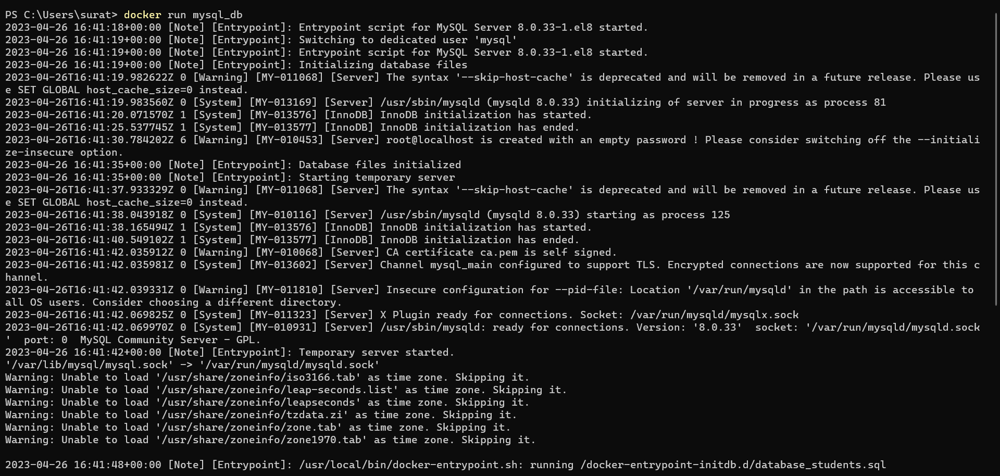 PS C:\Users\surat> docker run mysql_db
2023-04-26 16:41:18+00:00 [Note] [Entrypoint]: Entrypoint script for MySQL Server 8.0.33-1.el8 started.
2023-04-26 16:41:19+00:00 [Note] [Entrypoint]: Switching to dedicated user 'mysql'
2023-04-26 16:41:19+00:00 [Note] [Entrypoint]: Entrypoint script for MySQL Server 8.0.33-1.el8 started.
2023-04-26 16:41:19+00:00 [Note] [Entrypoint]: Initializing database files
2023-04-26T16:41:19.982622Z 0 [Warning] [MY-011068] [Server] The syntax '--skip-host-cache' is deprecated and will be removed in a future release. Please us
e SET GLOBAL host_cache_size=0 instead.
2023-04-26T16:41:19.983560Z 0 [System] [MY-013169] [Server] /usr/sbin/mysqld (mysqld 8.0.33) initializing of server in progress as process 81
2023-04-26T16:41:20.071570Z 1 [System] [MY-013576] [InnoDB] InnoDB initialization has started.
2023-04-26T16:41:25.537745Z 1 [System] [MY-013577] [InnoDB] InnoDB initialization has ended.
2023-04-26T16:41:30.784202Z 6 [Warning] [MY-010453] [Server] root@localhost is created with an empty password ! Please consider switching off the --initiali
ze-insecure option.
2023-04-26 16:41:35+00:00 [Note] [Entrypoint]: Database files initialized
2023-04-26 16:41:35+00:00 [Note] [Entrypoint]: Starting temporary server
2023-04-26T16:41:37.933329Z 0 [Warning] [MY-011068] [Server] The syntax '--skip-host-cache' is deprecated and will be removed in a future release. Please us
e SET GLOBAL host_cache_size=0 instead.
2023-04-26T16:41:38.043918Z 0 [System] [MY-010116] [Server] /usr/sbin/mysqld (mysqld 8.0.33) starting as process 125
2023-04-26T16:41:38.165494Z 1 [System] [MY-013576] [InnoDB] InnoDB initialization has started.
2023-04-26T16:41:40.549102Z 1 [System] [MY-013577] [InnoDB] InnoDB initialization has ended.
2023-04-26T16:41:42.035912Z 0 [Warning] [MY-010068] [Server] CA certificate ca.pem is self signed.
2023-04-26T16:41:42.035981Z 0 [System] [MY-013602] [Server] Channel mysql_main configured to support TLS. Encrypted connections are now supported for this c
hannel.
2023-04-26T16:41:42.039331Z 0 [Warning] [MY-011810] [Server] Insecure configuration for --pid-file: Location '/var/run/mysqld' in the path is accessible to
all OS users. Consider choosing a different directory.
2023-04-26T16:41:42.069825Z 0 [System] [MY-011323] [Server] X Plugin ready for connections. Socket: /var/run/mysqld/mysqlx.sock
2023-04-26T16:41:42.069970Z 0 [System] [MY-010931] [Server] /usr/sbin/mysqld: ready for connections. Version: '8.0.33'  socket: '/var/run/mysqld/mysqld.sock
'  port: 0  MySQL Community Server - GPL.
2023-04-26 16:41:42+00:00 [Note] [Entrypoint]: Temporary server started.
'/var/lib/mysql/mysql.sock' -> '/var/run/mysqld/mysqld.sock'
Warning: Unable to load '/usr/share/zoneinfo/iso3166.tab' as time zone. Skipping it.
Warning: Unable to load '/usr/share/zoneinfo/leap-seconds.list' as time zone. Skipping it.
Warning: Unable to load '/usr/share/zoneinfo/leapseconds' as time zone. Skipping it.
Warning: Unable to load '/usr/share/zoneinfo/tzdata.zi' as time zone. Skipping it.
Warning: Unable to load '/usr/share/zoneinfo/zone.tab' as time zone. Skipping it.
Warning: Unable to load '/usr/share/zoneinfo/zone1970.tab' as time zone. Skipping it.
2023-04-26 16:41:48+00:00 [Note] [Entrypoint]: /usr/local/bin/docker-entrypoint.sh: running /docker-entrypoint-initdb.d/database_students.sql